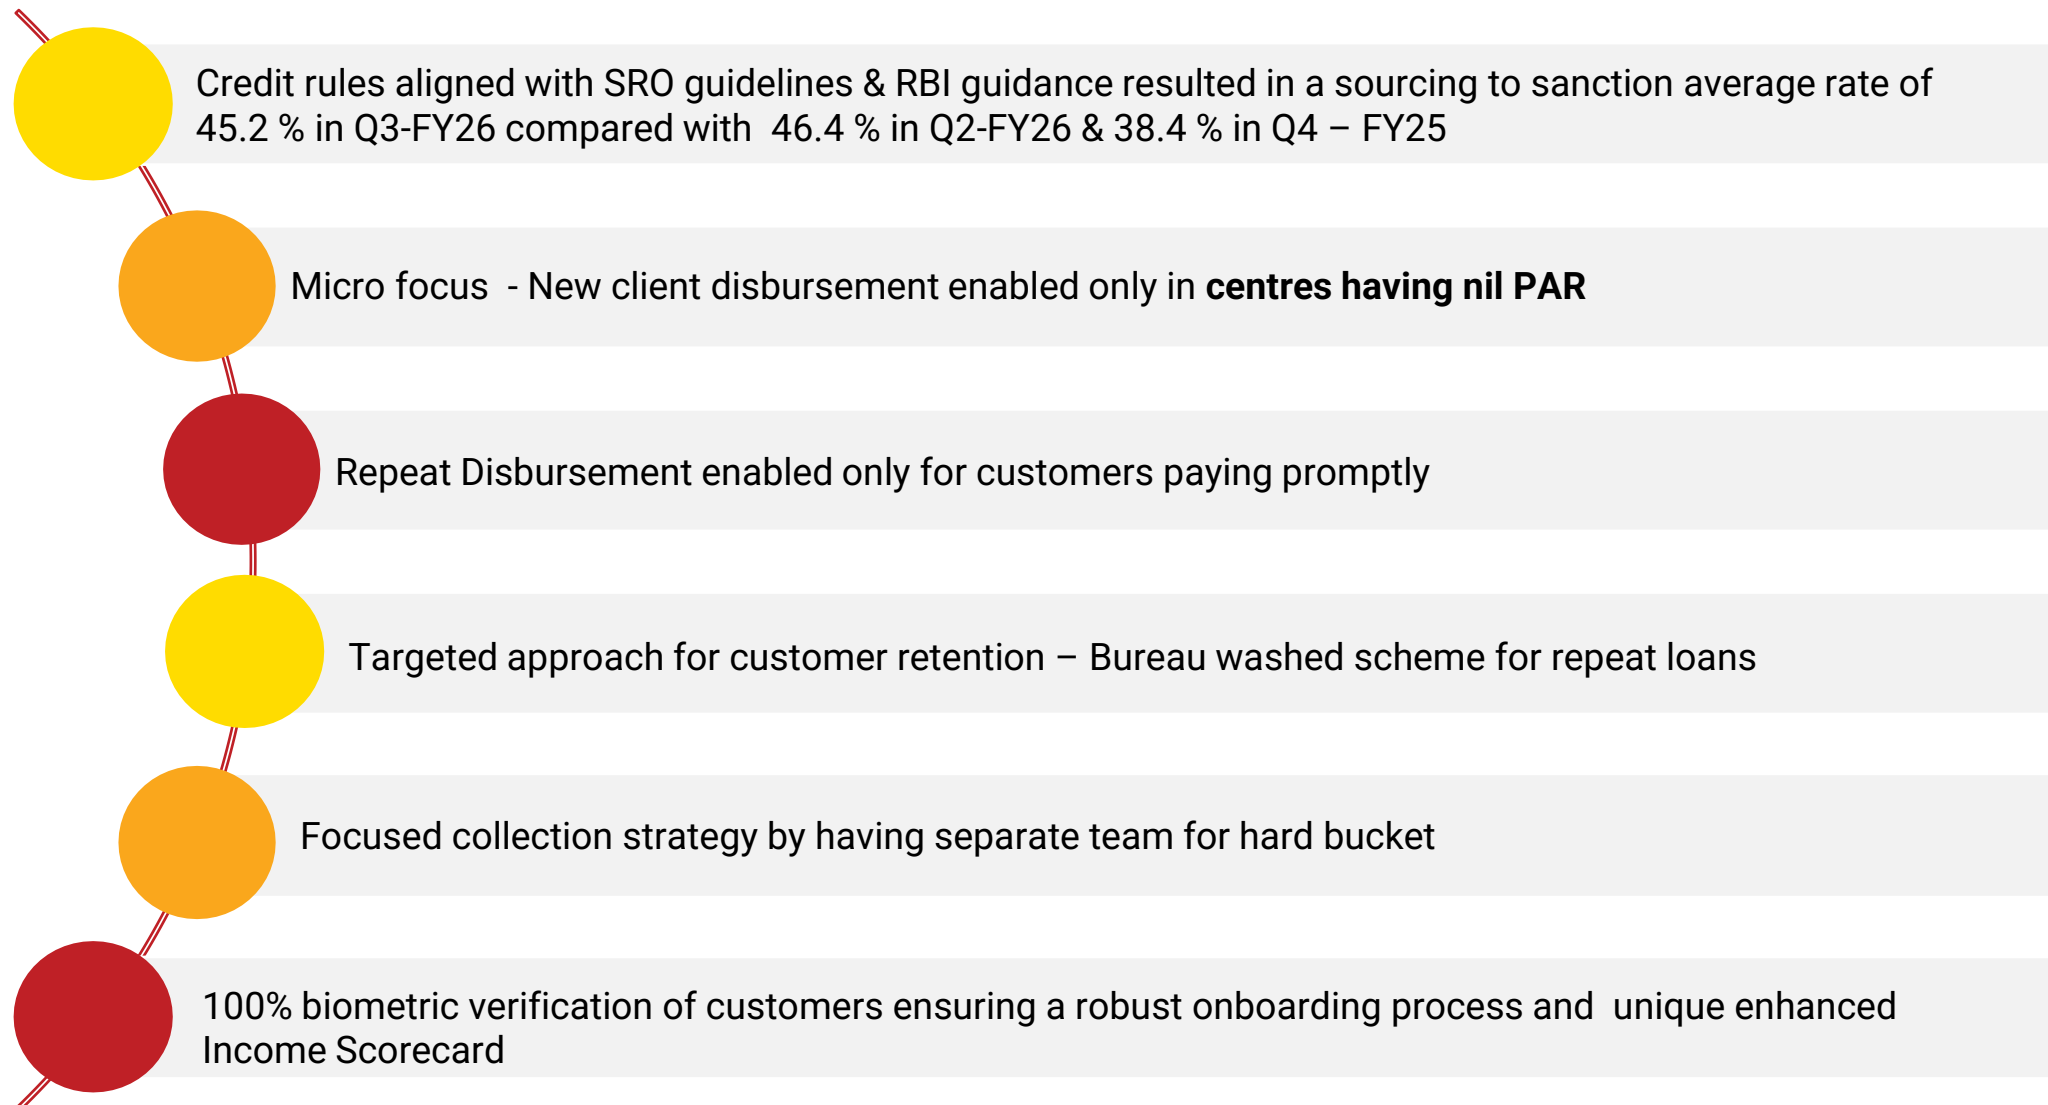 Credit rules aligned with SRO guidelines & RBI guidance resulted in a sourcing to sanction average rate of
45.2 % in Q3-FY26 compared with  46.4 % in Q2-FY26 & 38.4 % in Q4 – FY25
Micro focus  - New client disbursement enabled only in centres having nil PAR
Repeat Disbursement enabled only for customers paying promptly
Targeted approach for customer retention – Bureau washed scheme for repeat loans
Focused collection strategy by having separate team for hard bucket
100% biometric verification of customers ensuring a robust onboarding process and  unique enhanced
Income Scorecard